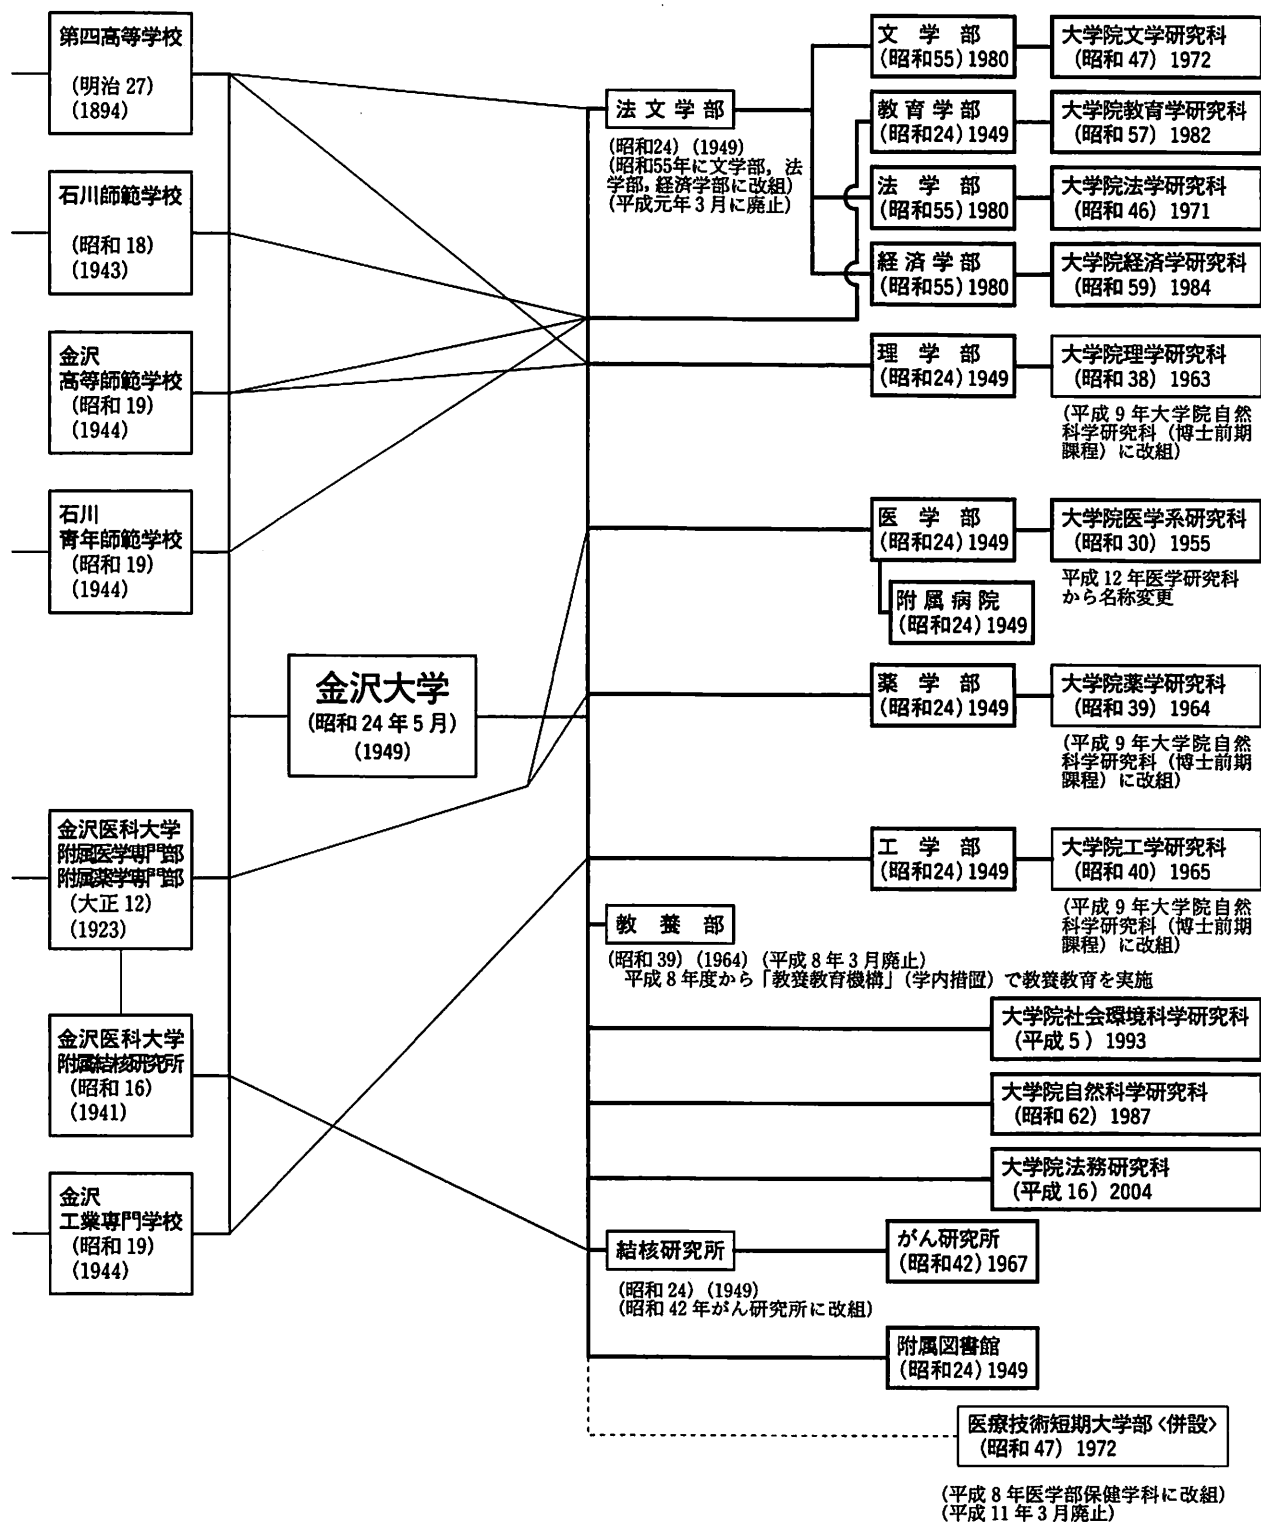 第四高等学校
(明治 27)
(1894)
石川師範学校
(昭和 18)
(1943)
金沢
高等師範学校
(昭和 19)
(1944)
石川
青年師範学校
(昭和 19)
(1944)
金沢医科大学
附属医学専門部
附属薬学専門部
(大正 12)
(1923)
金沢医科大学
附属結核研究所
(昭和 16)
(1941)
金沢
工業専門学校
(昭和 19)
(1944)
金沢大学
(昭和 24 年 5 月)
(1949)
法文学部
(昭和24) (1949)
(昭和55年に文学部, 法
学部, 経済学部に改組)
(平成元年 3 月に廃止)
文学部
(昭和55) 1980
大学院文学研究科
(昭和 47) 1972
教育学部
(昭和24) 1949
大学院教育学研究科
(昭和 57) 1982
法学部
(昭和55) 1980
大学院法学研究科
(昭和 46) 1971
経済学部
(昭和55) 1980
大学院経済学研究科
(昭和 59) 1984
理学部
(昭和24) 1949
大学院理学研究科
(昭和 38) 1963
(平成 9 年大学院自然
科学研究科 (博士前期
課程) に改組)
医学部
(昭和24) 1949
大学院医学系研究科
(昭和 30) 1955
平成 12 年医学研究科
から名称変更
附属病院
(昭和24) 1949
薬学部
(昭和24) 1949
大学院薬学研究科
(昭和 39) 1964
(平成 9 年大学院自然
科学研究科 (博士前期
課程) に改組)
工学部
(昭和24) 1949
大学院工学研究科
(昭和 40) 1965
(平成 9 年大学院自然
科学研究科 (博士前期
課程) に改組)
教養部
(昭和 39) (1964) (平成 8 年 3 月廃止)
平成 8 年度から「教養教育機構」(学内措置) で教養教育を実施
大学院社会環境科学研究科
(平成 5 ) 1993
大学院自然科学研究科
(昭和 62) 1987
大学院法務研究科
(平成 16) 2004
結核研究所
(昭和 24) (1949)
(昭和 42 年がん研究所に改組)
がん研究所
(昭和42) 1967
附属図書館
(昭和24) 1949
医療技術短期大学部〈併設〉
(昭和 47) 1972
(平成 8 年医学部保健学科に改組)
(平成 11 年 3 月廃止)